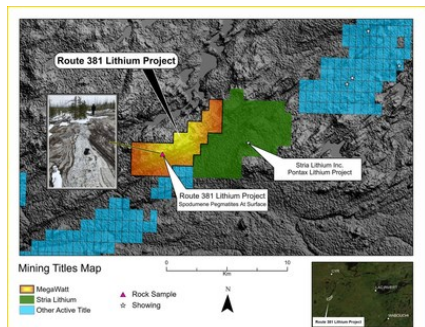 Route 381 Lithium Project
Stria Lithium Inc.
Pontax Lithium Project
Route 381 Lithium Project
Spodumene Pegmatites At Surface
0
10
Km
Mining Titles Map
MegaWatt
Stria Lithium
Other Active Title
Rock Sample
Showing
N
Route 381 Lithium Project